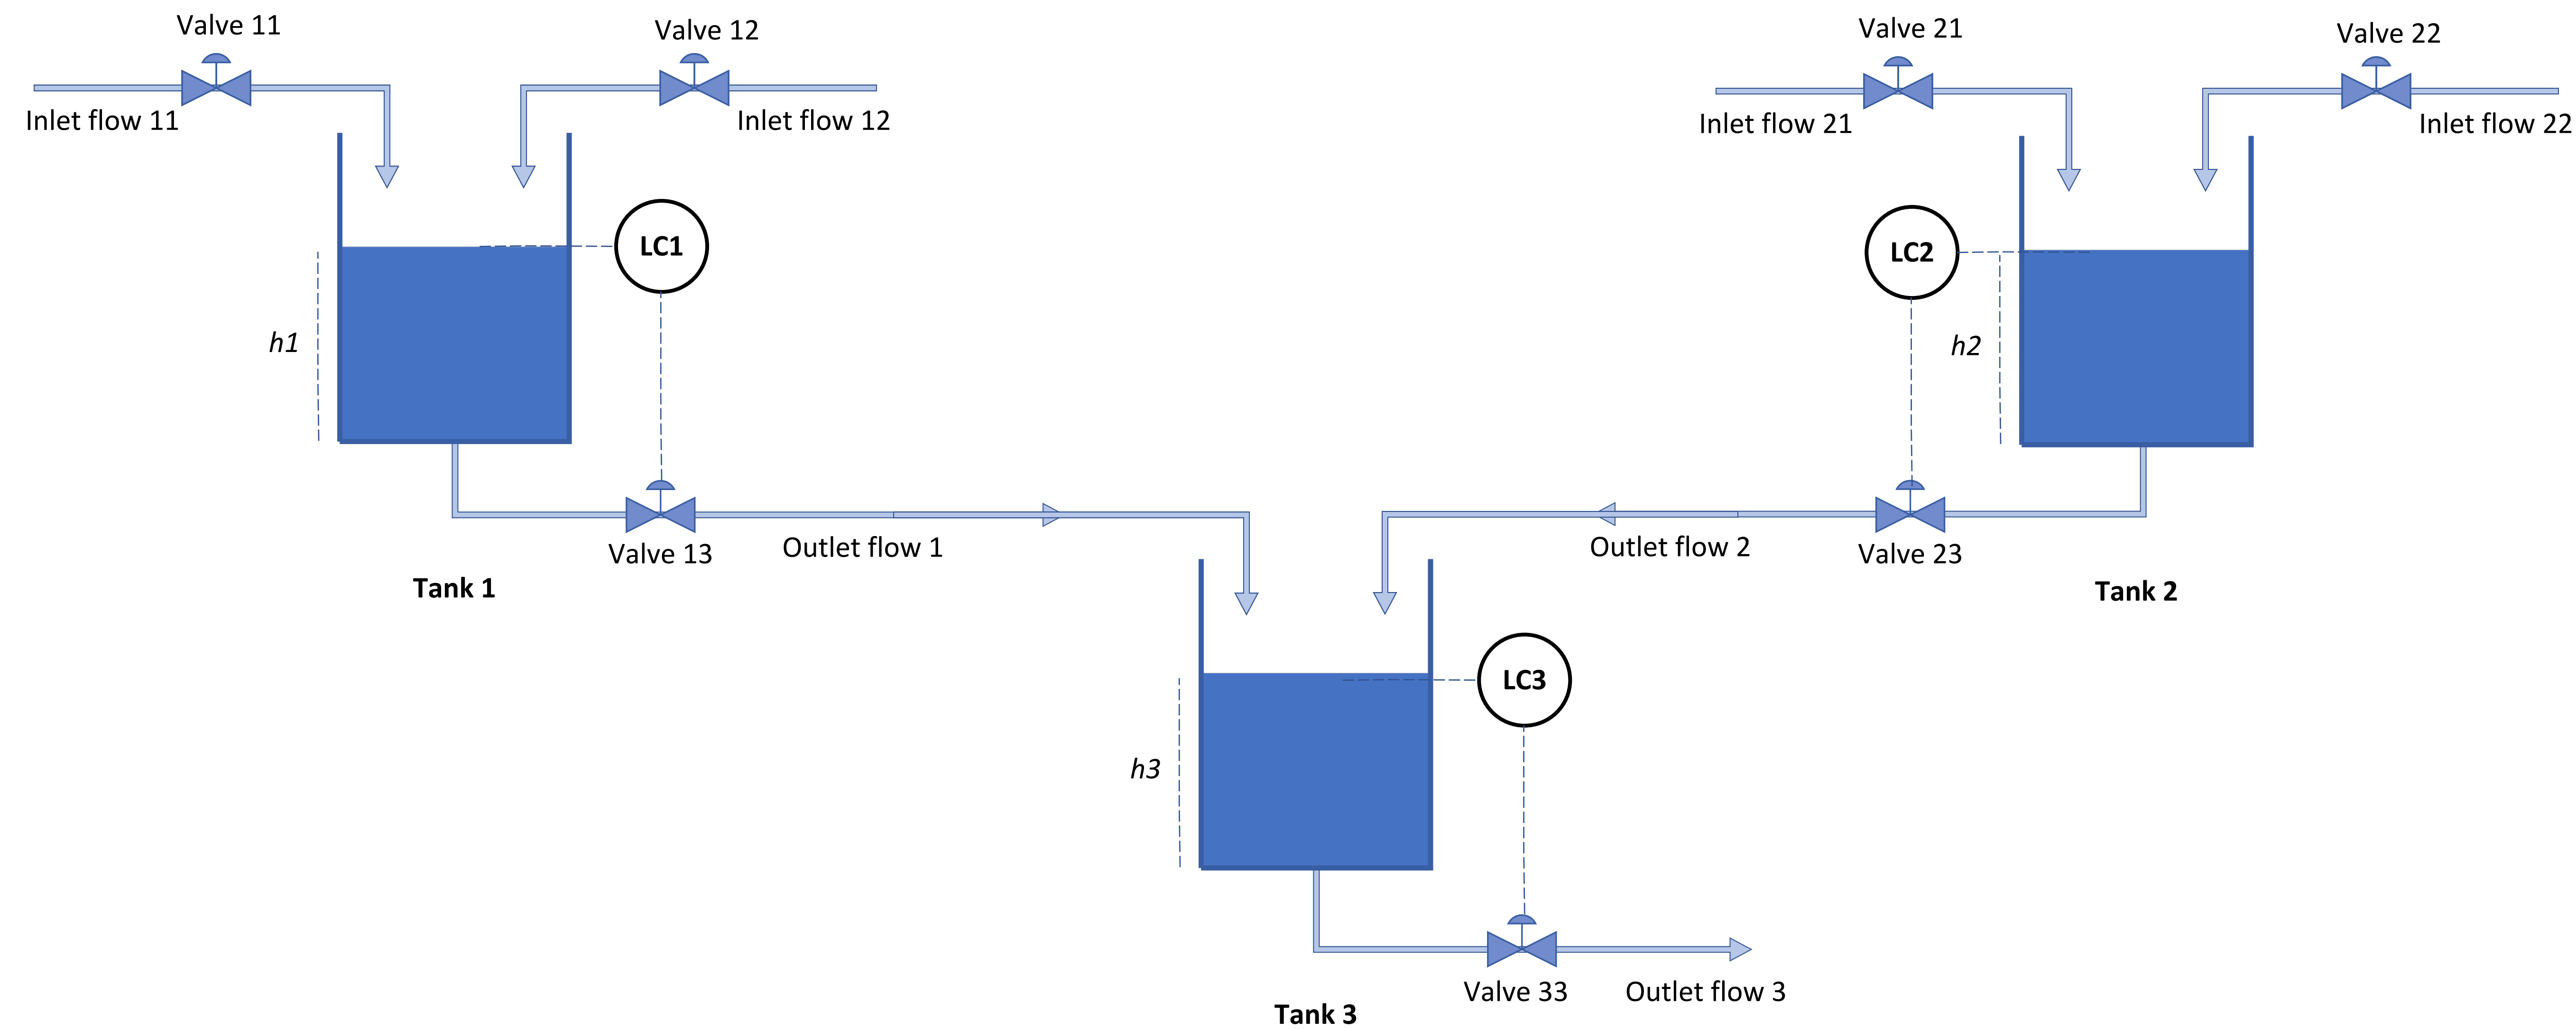 Valve 11
Valve 12
Valve 21
Valve 22
Inlet flow 11
Inlet flow 12
Inlet flow 21
Inlet flow 22
LC1
LC2
h1
h2
Valve 13
Outlet flow 1
Outlet flow 2
Valve 23
Tank 1
Tank 2
LC3
h3
Valve 33
Outlet flow 3
Tank 3